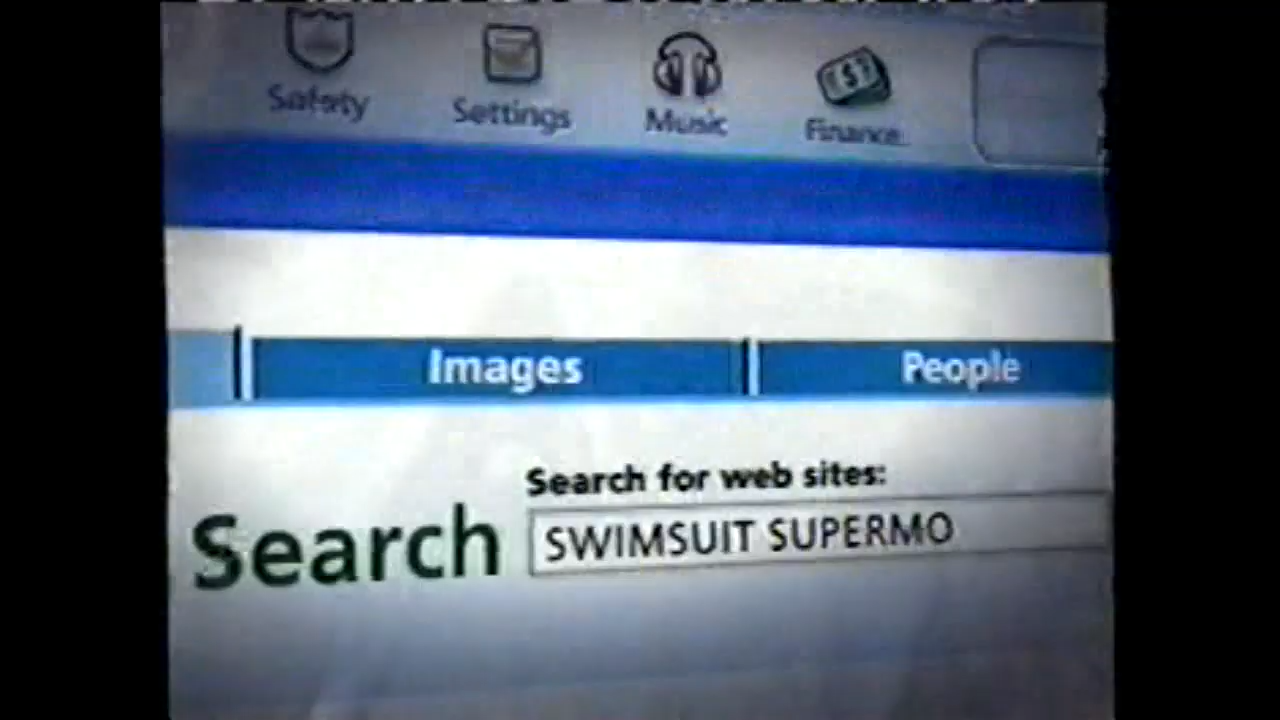 Safety Settings Music Finance
Images People
Search for web sites:
Search SWIMSUIT SUPERMO